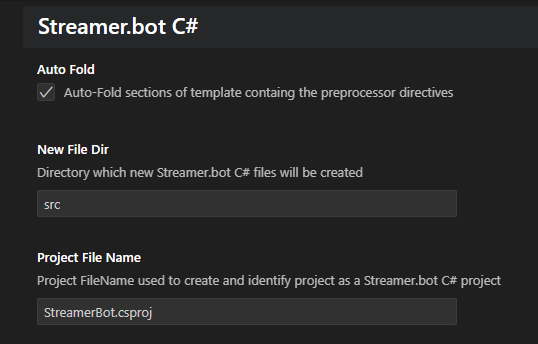 Streamer.bot C#
Auto Fold
Auto-Fold sections of template containg the preprocessor directives
New File Dir
Directory which new Streamer.bot C# files will be created
src
Project File Name
Project FileName used to create and identify project as a Streamer.bot C# project
StreamerBot.csproj